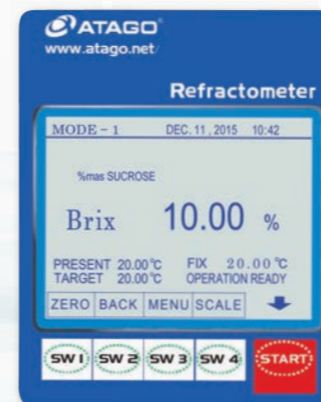 ATAGO®
www.atago.net/
Refractometer
MODE - 1 DEC. 11, 2015 10:42
%mas SUCROSE
Brix 10.00 %
PRESENT 20.00℃ FIX 20.00℃
TARGET 20.00℃ OPERATION READY
ZERO BACK MENU SCALE
SW 1 SW 2 SW 3 SW 4 START